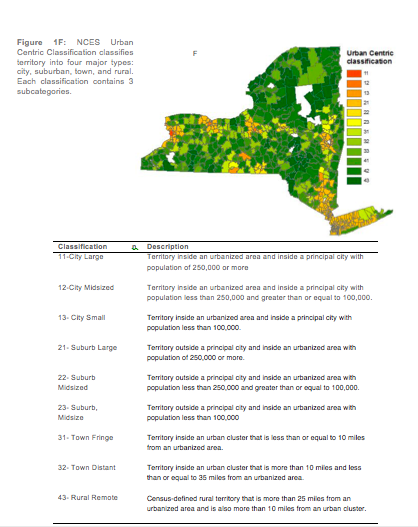 Figure 1F: NCES Urban
Centric Classification classifies
territory into four major types:
city, suburban, town, and rural.
Each classification contains 3
subcategories.
F
Urban Centric
classification
11
12
13
21
22
23
31
32
33
41
42
43
Classification a. Description
11-City Large Territory inside an urbanized area and inside a principal city with
population of 250,000 or more
12-City Midsized Territory inside an urbanized area and inside a principal city with
population less than 250,000 and greater than or equal to 100,000.
13- City Small Territory inside an urbanized area and inside a principal city with
population less than 100,000.
21- Suburb Large Territory outside a principal city and inside an urbanized area with
population of 250,000 or more.
22- Suburb Territory outside a principal city and inside an urbanized area with
Midsized population less than 250,000 and greater than or equal to 100,000.
23- Suburb, Territory outside a principal city and inside an urbanized area with
Midsize population less than 100,000
31- Town Fringe Territory inside an urban cluster that is less than or equal to 10 miles
from an urbanized area.
32- Town Distant Territory inside an urban cluster that is more than 10 miles and less
than or equal to 35 miles from an urbanized area.
43- Rural Remote Census-defined rural territory that is more than 25 miles from an
urbanized area and is also more than 10 miles from an urban cluster.